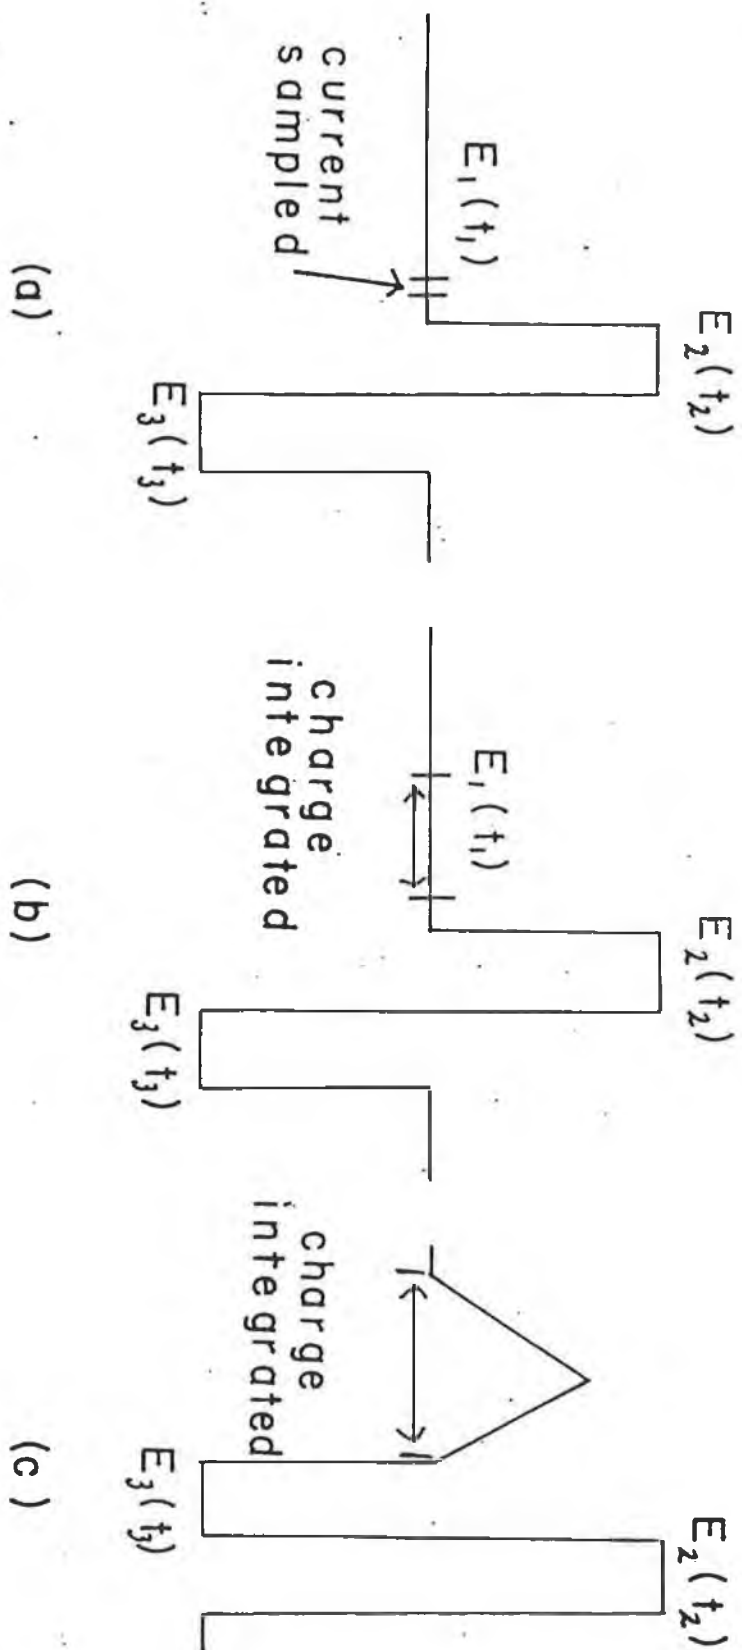 E₂(t₂)
E₁(t₁)
current
sampled
E₃(t₃)
(a)
E₂(t₂)
E₁(t₁)
charge
integrated
E₃(t₃)
(b)
E₂(t₂)
charge
integrated
E₃(t₃)
(c)